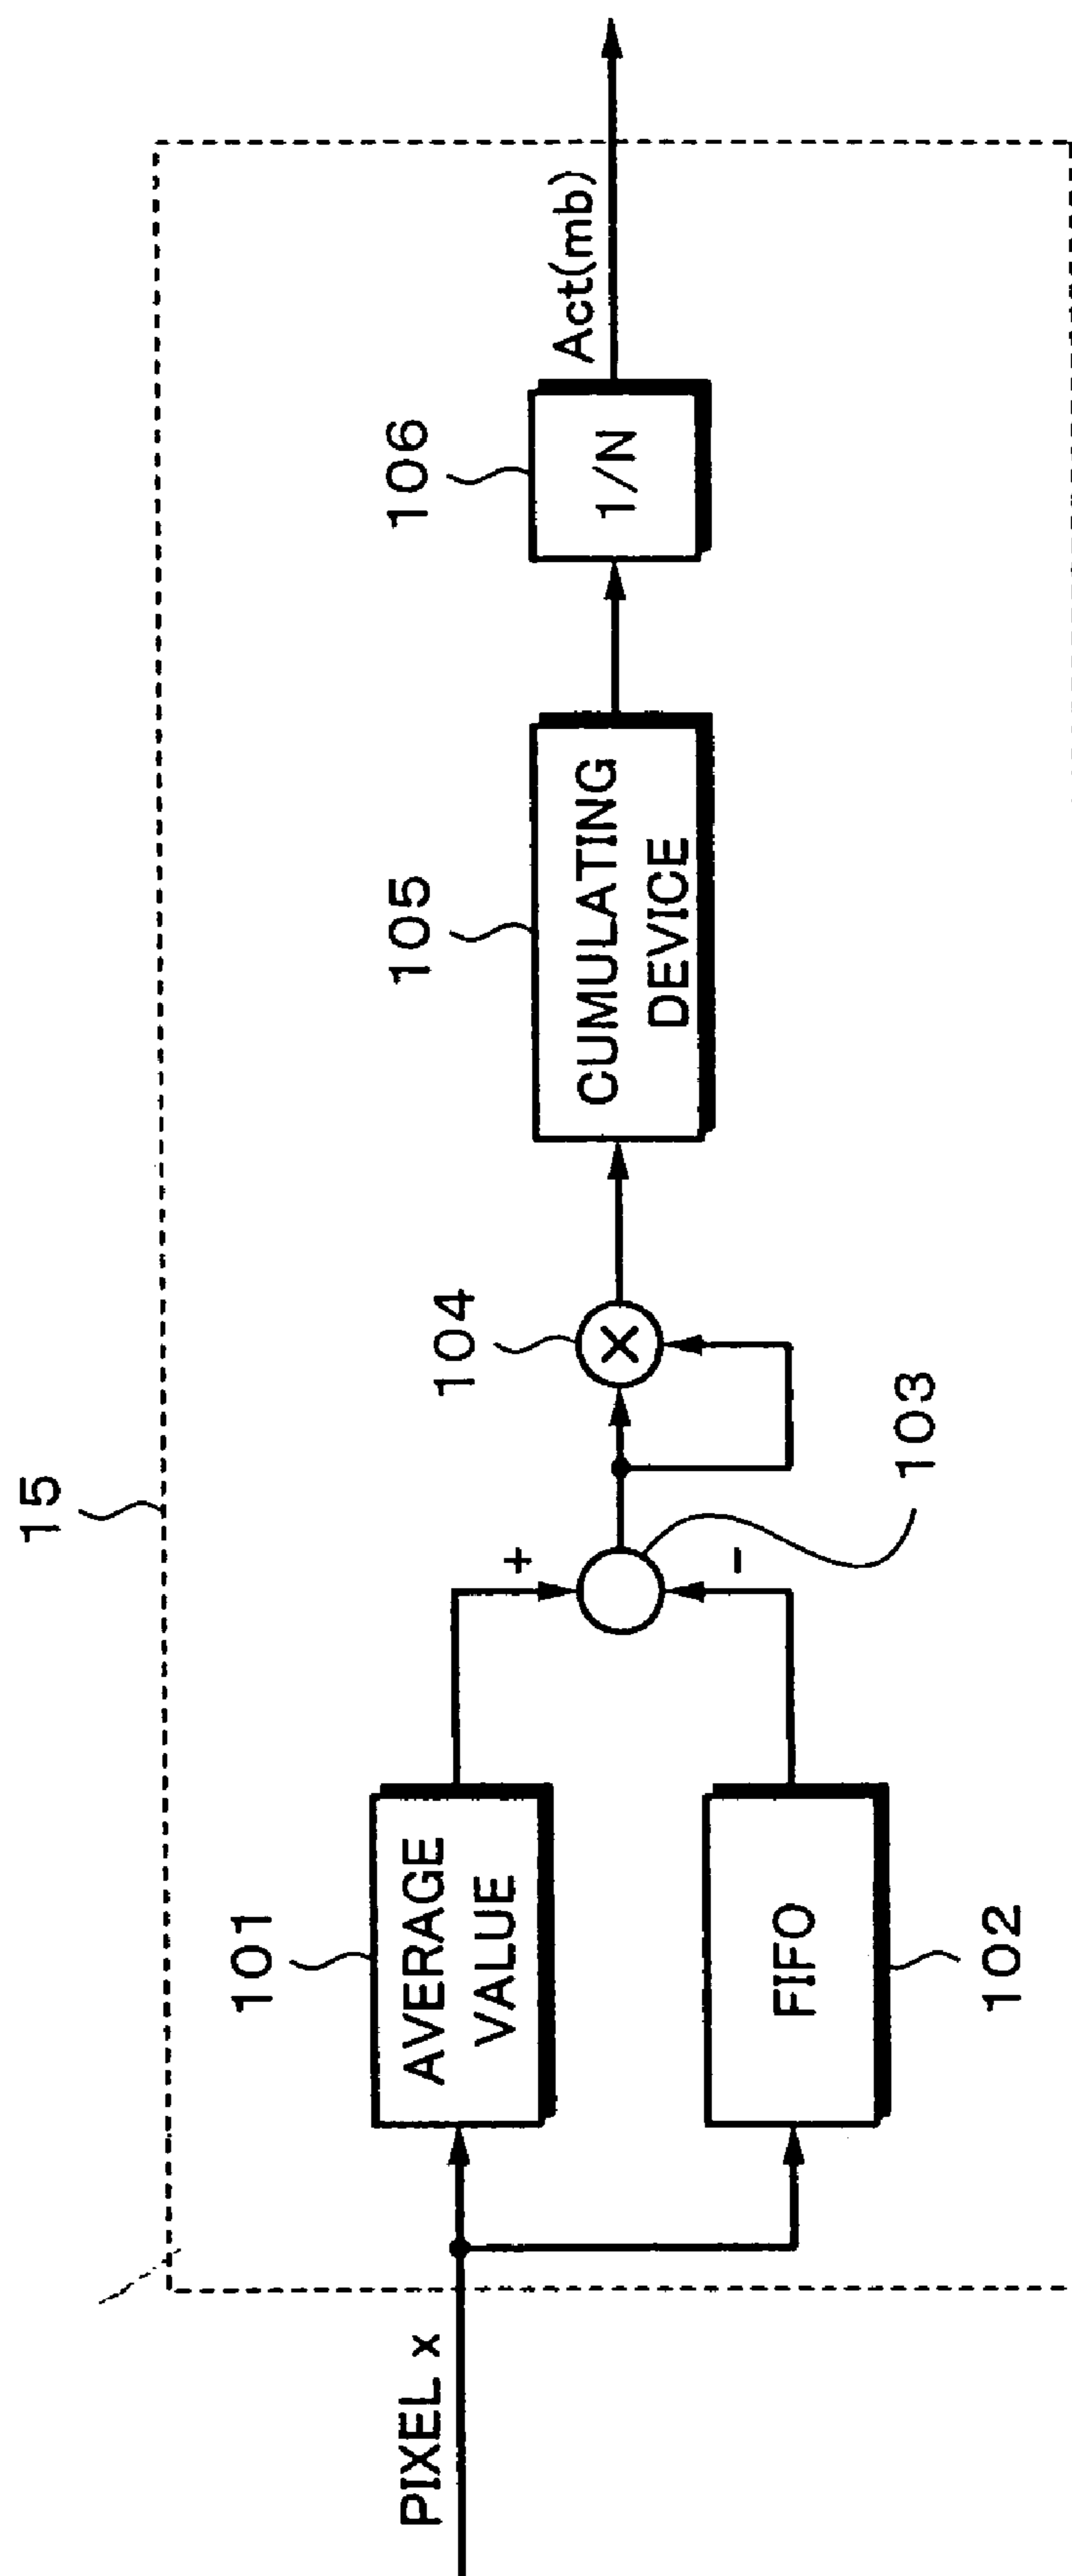 15
PIXEL x
101
AVERAGE
VALUE
FIFO
102
+
-
103
104
×
105
CUMULATING
DEVICE
106
1/N
Act(mb)